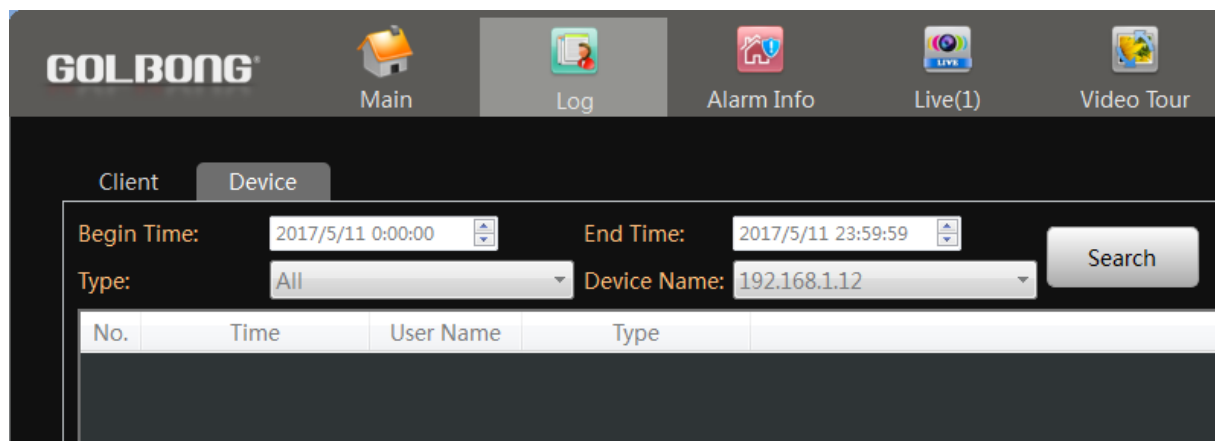 GOLBONG®
Main
Log
Alarm Info
LIVE
Live(1)
Video Tour
Client Device
Begin Time: 2017/5/11 0:00:00 End Time: 2017/5/11 23:59:59
Search
Type: All Device Name: 192.168.1.12
No. Time User Name Type